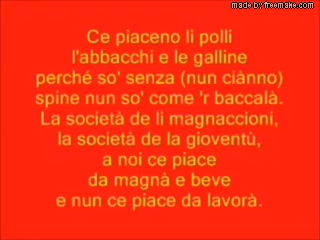 made by freemake.com
Ce piaceno li polli
l'abbacchi e le galline
perché so' senza (nun ciànno)
spine nun so' come 'r baccalà.
La società de li magnaccioni,
la società de la gioventù,
a noi ce piace
da magnà e beve
e nun ce piace da lavorà.